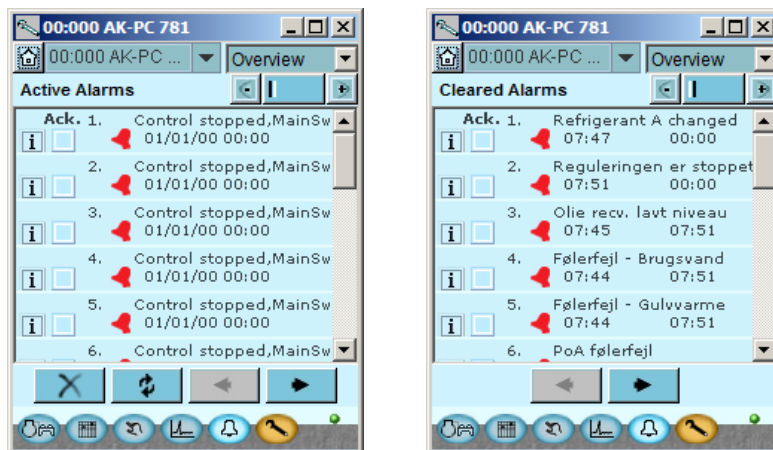 00:000 AK-PC 781
00:000 AK-PC ...
Overview
Active Alarms
Ack. 1. Control stopped,MainSw
i 01/01/00 00:00
2. Control stopped,MainSw
i 01/01/00 00:00
3. Control stopped,MainSw
i 01/01/00 00:00
4. Control stopped,MainSw
i 01/01/00 00:00
5. Control stopped,MainSw
i 01/01/00 00:00
6. Control stopped,MainSw
00:000 AK-PC 781
00:000 AK-PC ...
Overview
Cleared Alarms
Ack. 1. Refrigerant A changed
i 07:47 00:00
2. Reguleringen er stoppet
i 07:51 00:00
3. Olie recv. lavt niveau
i 07:45 07:51
4. Følerfejl - Brugsvand
i 07:44 07:51
5. Følerfejl - Gulvvarme
i 07:44 07:51
6. PoA følerfejl